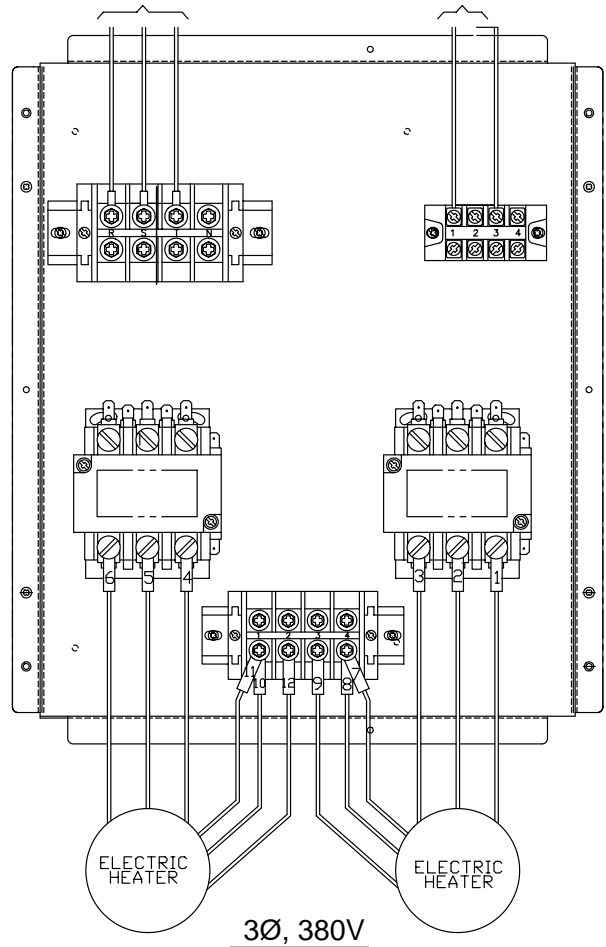 R S T N
1 2 3 4
6 5 4
3 2 1
1 2 3 4
11 10 12 9 8 7
ELECTRIC
HEATER
ELECTRIC
HEATER
3Ø, 380V